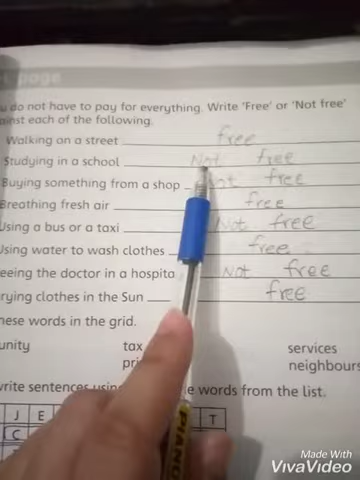 page
u do not have to pay for everything. Write 'Free' or 'Not free'
ainst each of the following.
Walking on a street free
Studying in a school Not free
Buying something from a shop Not free
Breathing fresh air free
Using a bus or a taxi Not free
Using water to wash clothes free
eeing the doctor in a hospita Not free
rying clothes in the Sun free
hese words in the grid.
unity tax services
pri neighbours
write sentences using e words from the list.
J E T
C
PIANO
Made With
VivaVideo